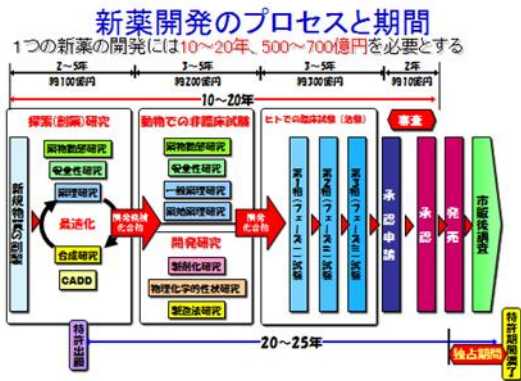 新薬開発のプロセスと期間
1つの新薬の開発には10～20年、500～700億円を必要とする
2～5年
約100億円
3～5年
約200億円
3～5年
約300億円
2年
約10億円
10～20年
探索(創薬)研究
動物での非臨床試験
ヒトでの臨床試験（治験）
審査
新規物質の創製
薬物動態研究
安全性研究
薬理研究
最適化
合成研究
CADD
開発候補化合物
薬物動態研究
安全性研究
一般薬理研究
薬効薬理研究
開発研究
製剤化研究
物理化学的性状研究
製造法研究
開発化合物
第1相(フェーズⅠ)試験
第2相(フェーズⅡ)試験
第3相(フェーズⅢ)試験
承認申請
承認
発売
市販後調査
特許出願
20～25年
独占期間
特許期間満了